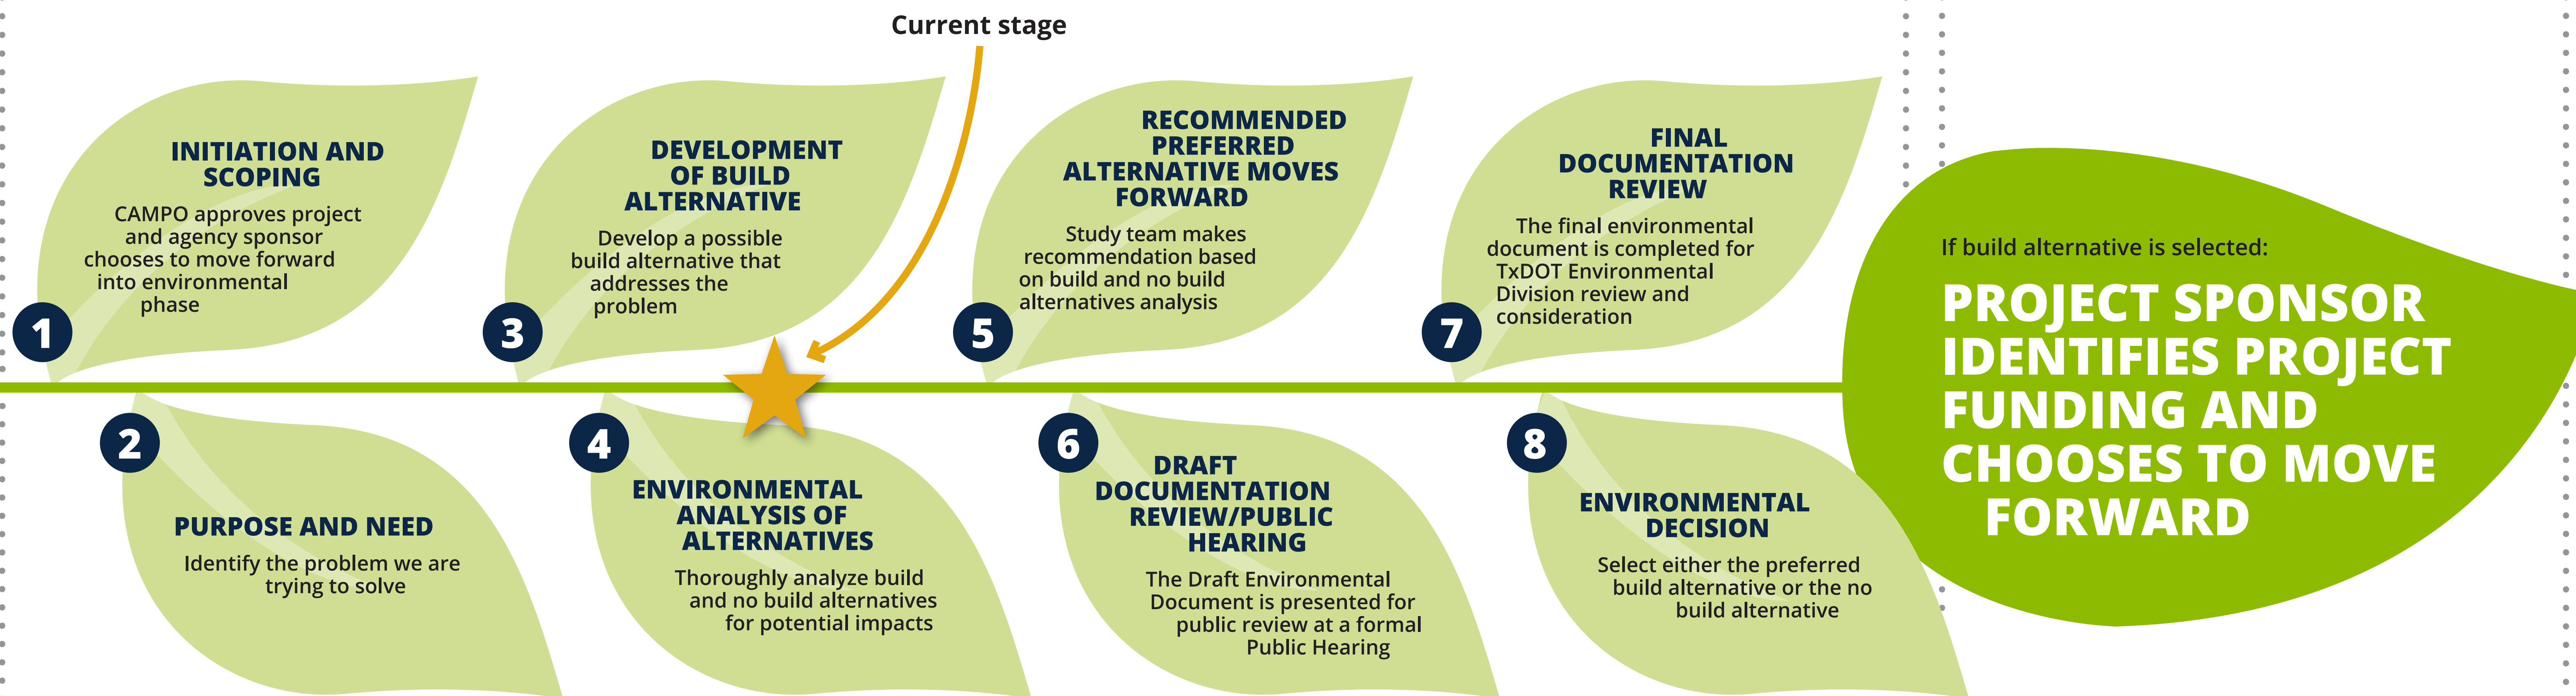 Current stage
1
INITIATION AND
SCOPING
CAMPO approves project
and agency sponsor
chooses to move forward
into environmental
phase
2
PURPOSE AND NEED
Identify the problem we are
trying to solve
3
DEVELOPMENT
OF BUILD
ALTERNATIVE
Develop a possible
build alternative that
addresses the
problem
4
ENVIRONMENTAL
ANALYSIS OF
ALTERNATIVES
Thoroughly analyze build
and no build alternatives
for potential impacts
5
RECOMMENDED
PREFERRED
ALTERNATIVE MOVES
FORWARD
Study team makes
recommendation based
on build and no build
alternatives analysis
6
DRAFT
DOCUMENTATION
REVIEW/PUBLIC
HEARING
The Draft Environmental
Document is presented for
public review at a formal
Public Hearing
7
FINAL
DOCUMENTATION
REVIEW
The final environmental
document is completed for
TxDOT Environmental
Division review and
consideration
8
ENVIRONMENTAL
DECISION
Select either the preferred
build alternative or the no
build alternative
If build alternative is selected:
PROJECT SPONSOR
IDENTIFIES PROJECT
FUNDING AND
CHOOSES TO MOVE
FORWARD